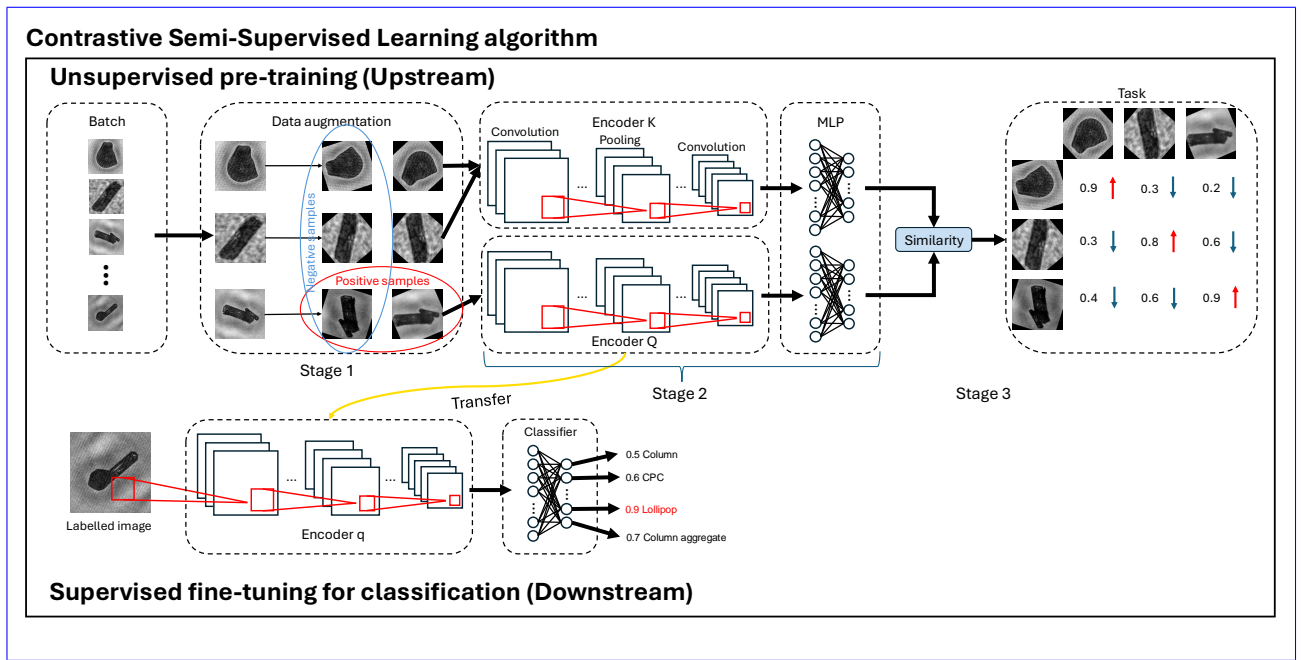 Contrastive Semi-Supervised Learning algorithm
Unsupervised pre-training (Upstream)
Batch
Data augmentation
Negative samples
Positive samples
Stage 1
Encoder K
Convolution
Pooling
Convolution
...
...
Encoder Q
...
...
MLP
Stage 2
Similarity
Stage 3
Task
0.9 0.3 0.2
0.3 0.8 0.6
0.4 0.6 0.9
Transfer
Labelled image
...
...
Encoder q
Classifier
0.5 Column
0.6 CPC
0.9 Lollipop
0.7 Column aggregate
Supervised fine-tuning for classification (Downstream)